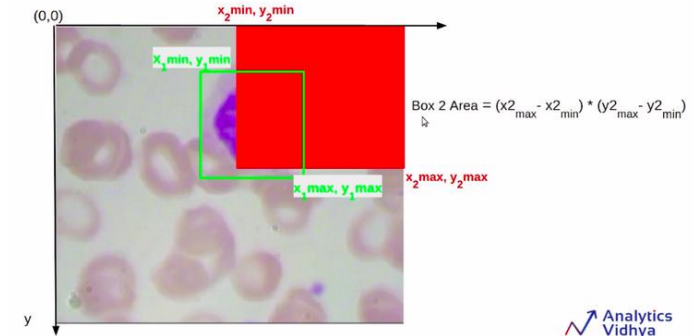 x2min, y2min
(0,0)
x1min, y1min
Box 2 Area = (x2max- x2min) * (y2max- y2min)
x2max, y2max
x1max, y1max
y
Analytics
Vidhya